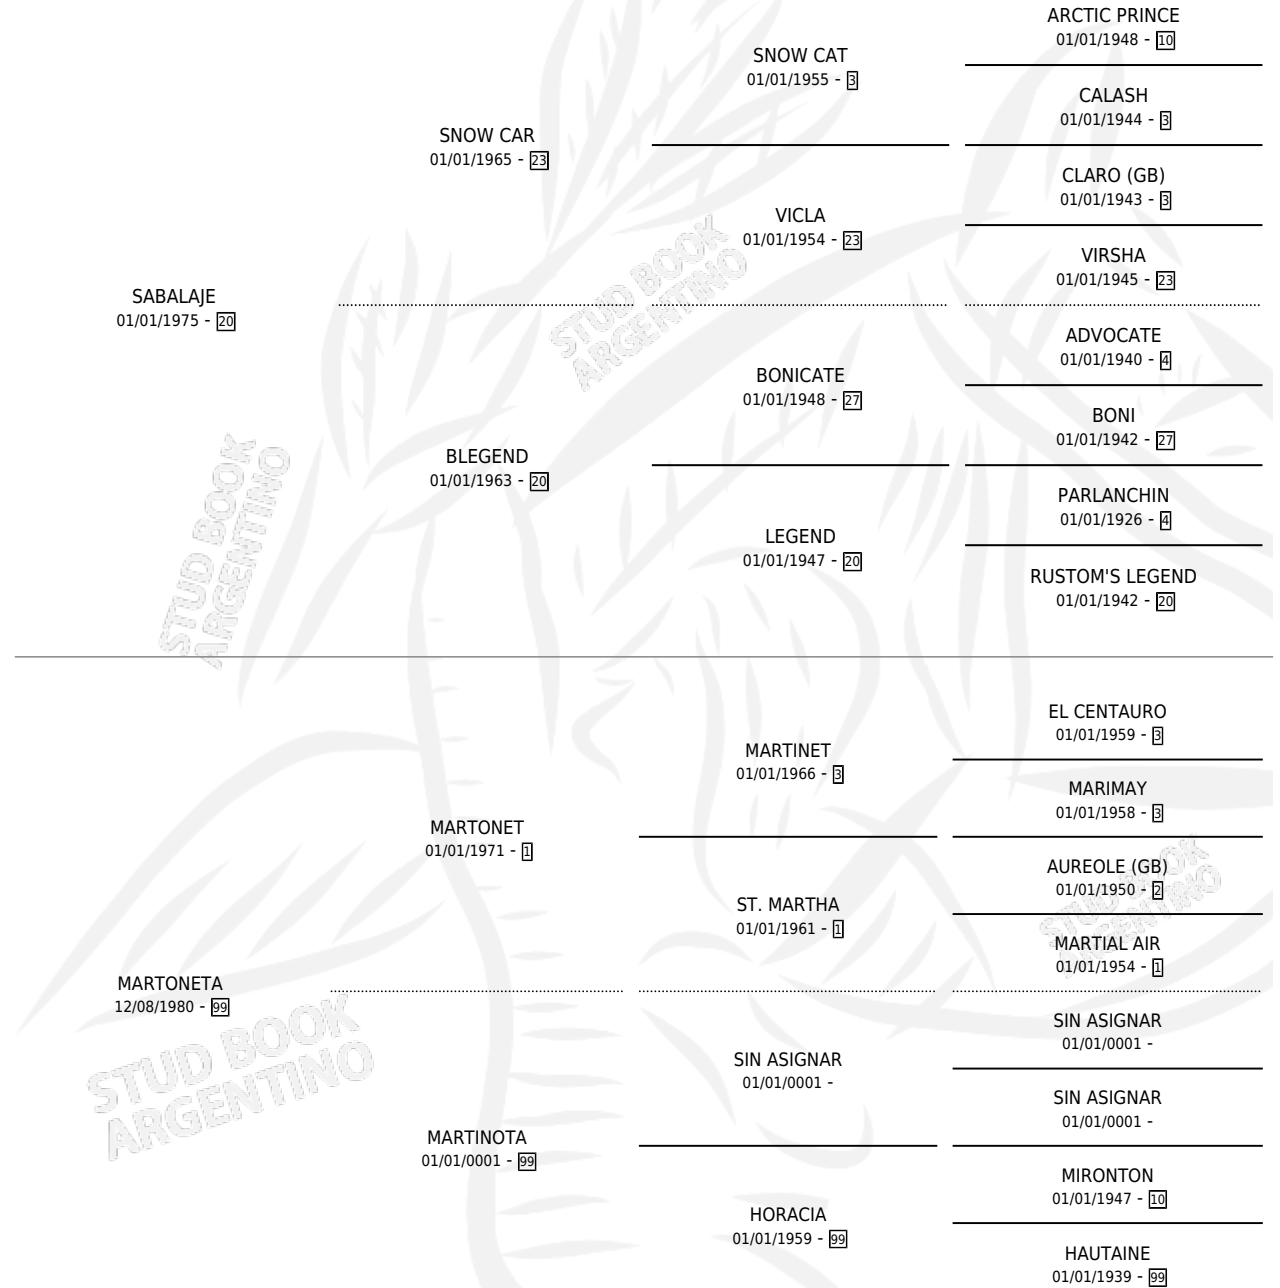 ARCTIC PRINCE
01/01/1948 - 10
SNOW CAT
01/01/1955 - 3
CALASH
01/01/1944 - 3
SNOW CAR
01/01/1965 - 23
CLARO (GB)
01/01/1943 - 3
VICLA
01/01/1954 - 23
VIRSHA
01/01/1945 - 23
SABALAJE
01/01/1975 - 20
ADVOCATE
01/01/1940 - 4
BONICATE
01/01/1948 - 27
BONI
01/01/1942 - 27
BLEGEND
01/01/1963 - 20
PARLANCHIN
01/01/1926 - 4
LEGEND
01/01/1947 - 20
RUSTOM'S LEGEND
01/01/1942 - 20
EL CENTAURO
01/01/1959 - 3
MARTINET
01/01/1966 - 3
MARIMAY
01/01/1958 - 3
MARTONET
01/01/1971 - 1
AUREOLE (GB)
01/01/1950 - 2
ST. MARTHA
01/01/1961 - 1
MARTIAL AIR
01/01/1954 - 1
MARTONETA
12/08/1980 - 99
SIN ASIGNAR
01/01/0001 -
SIN ASIGNAR
01/01/0001 -
SIN ASIGNAR
01/01/0001 -
MARTINOTA
01/01/0001 - 99
MIRONTON
01/01/1947 - 10
HORACIA
01/01/1959 - 99
HAUTAINE
01/01/1939 - 99
STUD BOOK
ARGENTINO
STUD BOOK
ARGENTINO
STUD BOOK
ARGENTINO
STUD BOOK
ARGENTINO